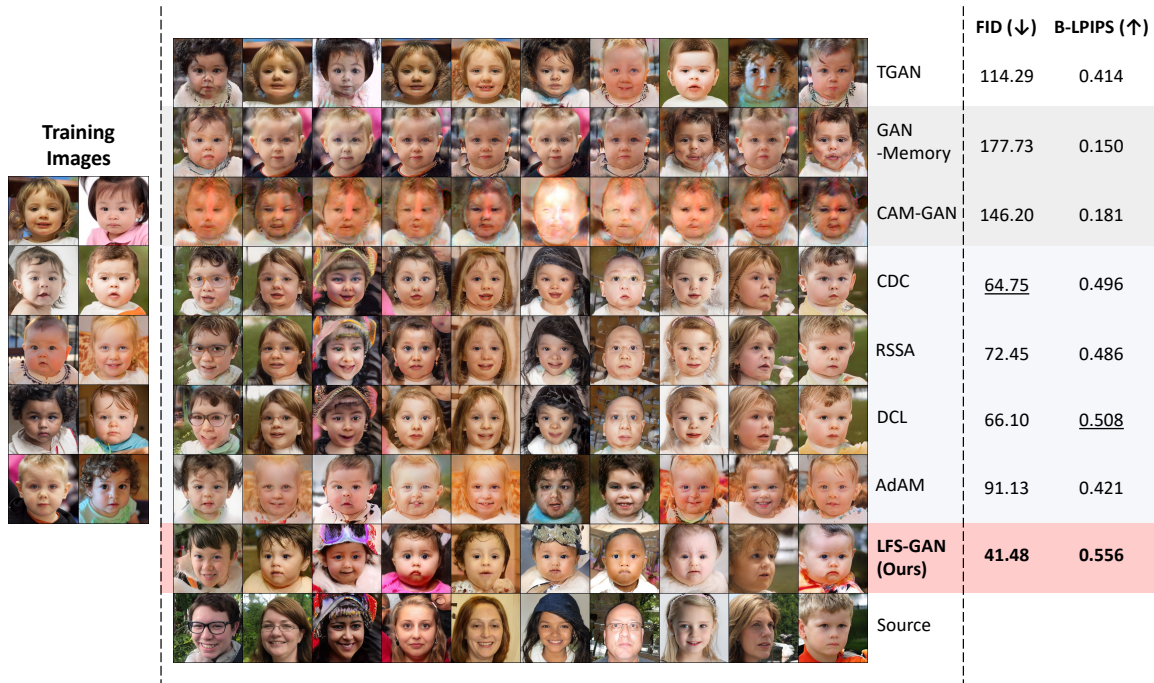 FID (↓) B-LPIPS (↑)
TGAN 114.29 0.414
Training
Images
GAN
-Memory 177.73 0.150
CAM-GAN 146.20 0.181
CDC 64.75 0.496
RSSA 72.45 0.486
DCL 66.10 0.508
AdAM 91.13 0.421
LFS-GAN
(Ours) 41.48 0.556
Source